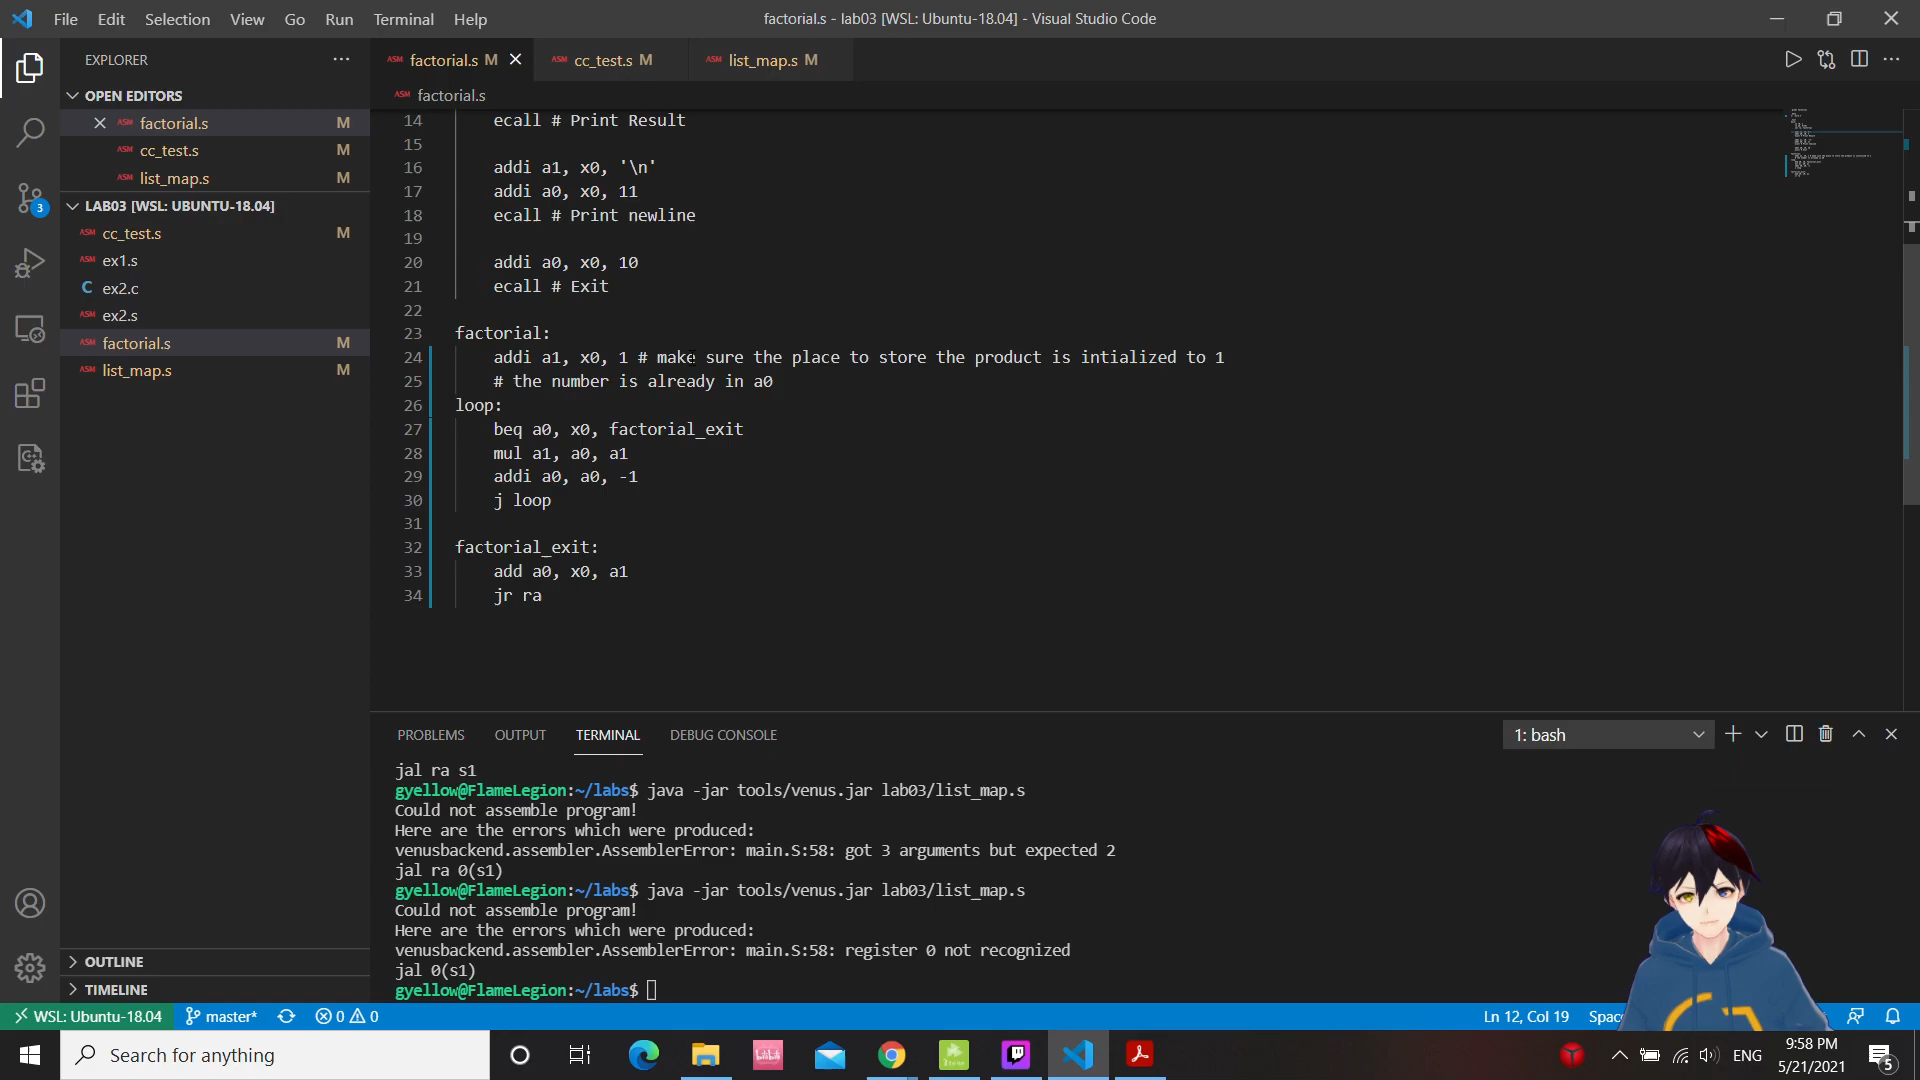 File Edit Selection View Go Run Terminal Help
factorial.s - lab03 [WSL: Ubuntu-18.04] - Visual Studio Code
EXPLORER
OPEN EDITORS
factorial.s M
cc_test.s M
list_map.s M
LAB03 [WSL: UBUNTU-18.04]
cc_test.s M
ex1.s
C ex2.c
ex2.s
factorial.s M
list_map.s M
3
OUTLINE
TIMELINE
ASM factorial.s M
ASM cc_test.s M
ASM list_map.s M
ASM factorial.s
14 ecall # Print Result
15
16 addi a1, x0, '\n'
17 addi a0, x0, 11
18 ecall # Print newline
19
20 addi a0, x0, 10
21 ecall # Exit
22
23 factorial:
24 addi a1, x0, 1 # make sure the place to store the product is intialized to 1
25 # the number is already in a0
26 loop:
27 beq a0, x0, factorial_exit
28 mul a1, a0, a1
29 addi a0, a0, -1
30 j loop
31
32 factorial_exit:
33 add a0, x0, a1
34 jr ra
PROBLEMS OUTPUT TERMINAL DEBUG CONSOLE
1: bash
jal ra s1
gyellow@FlameLegion:~/labs$ java -jar tools/venus.jar lab03/list_map.s
Could not assemble program!
Here are the errors which were produced:
venusbackend.assembler.AssemblerError: main.S:58: got 3 arguments but expected 2
jal ra 0(s1)
gyellow@FlameLegion:~/labs$ java -jar tools/venus.jar lab03/list_map.s
Could not assemble program!
Here are the errors which were produced:
venusbackend.assembler.AssemblerError: main.S:58: register 0 not recognized
jal 0(s1)
gyellow@FlameLegion:~/labs$
WSL: Ubuntu-18.04 master* 0 0
Ln 12, Col 19
Search for anything
ENG
9:58 PM
5/21/2021
5